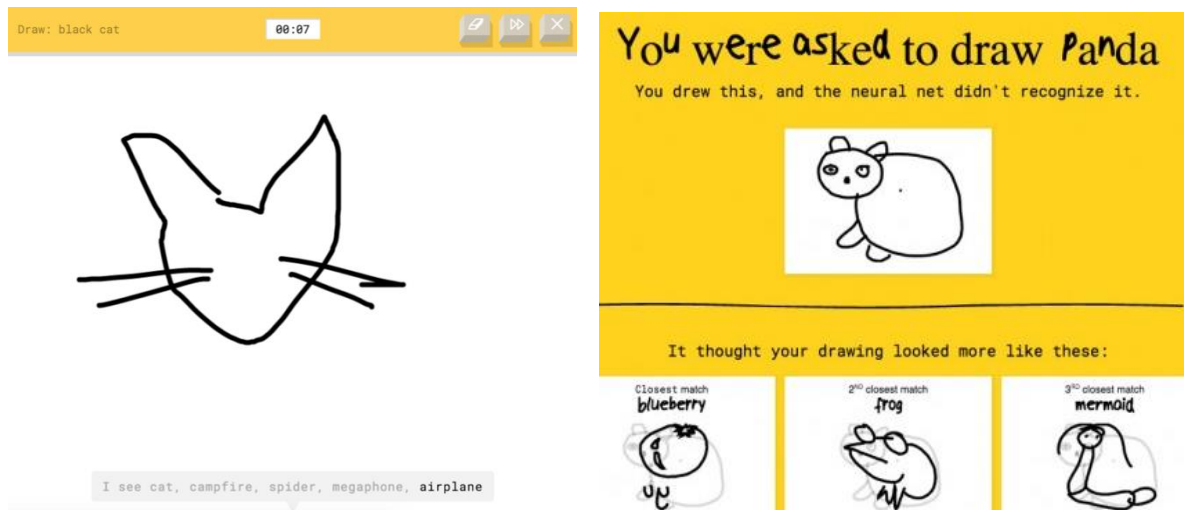 Draw: black cat
00:07
I see cat, campfire, spider, megaphone, airplane
You were asked to draw Panda
You drew this, and the neural net didn't recognize it.
It thought your drawing looked more like these:
Closest match
blueberry
2ND closest match
frog
3RD closest match
mermaid